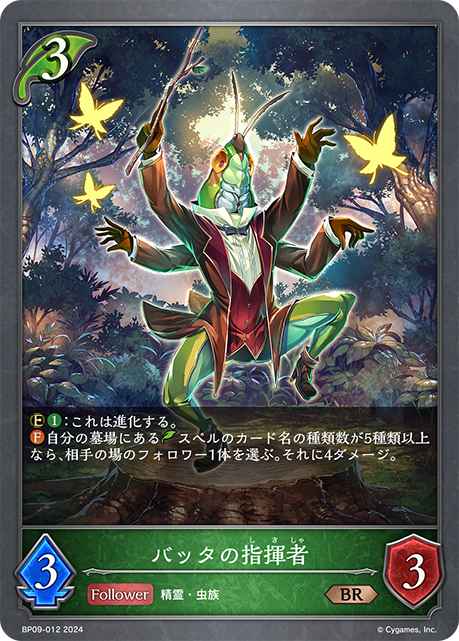 3
E 1:これは進化する。
F 自分の墓場にあるスペルのカード名の種類数が5種類以上
なら、相手の場のフォロワー1体を選ぶ。それに4ダメージ。
しきしゃ
バッタの指揮者
3
Follower 精霊・虫族
BR
3
BP09-012 2024
© Cygames, Inc.